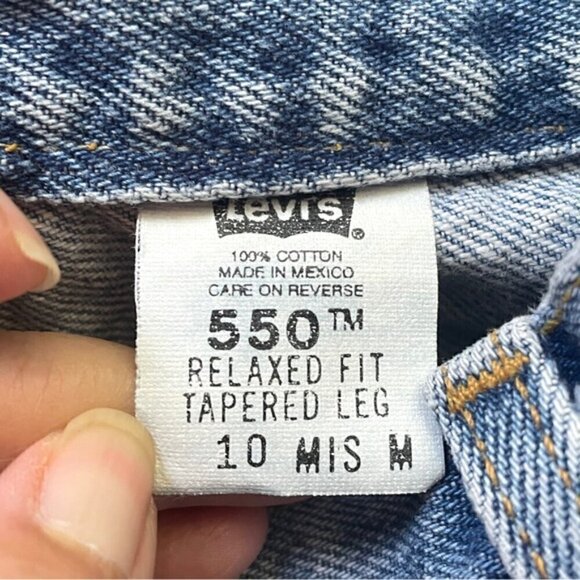 Levi's ®
100% COTTON
MADE IN MEXICO
CARE ON REVERSE
550™
RELAXED FIT
TAPERED LEG
10 MIS M